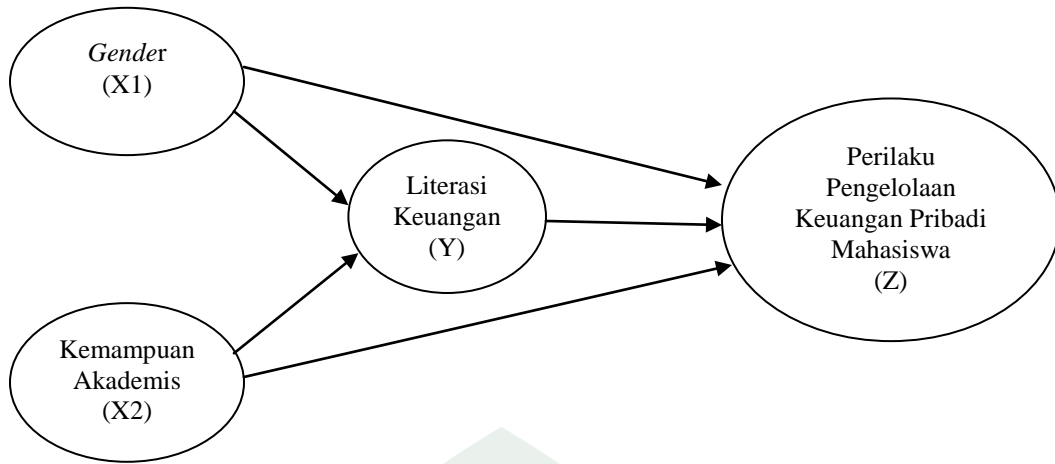 Gender
(X1)
Literasi
Keuangan
(Y)
Perilaku
Pengelolaan
Keuangan Pribadi
Mahasiswa
(Z)
Kemampuan
Akademis
(X2)